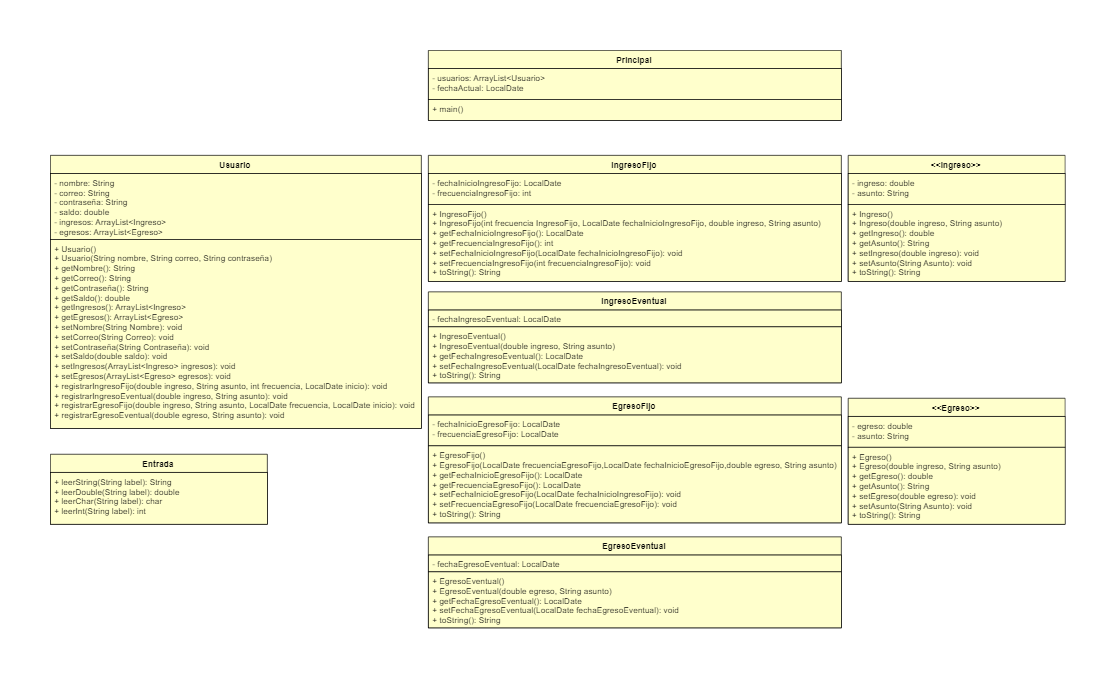 Principal
- usuarios: ArrayList<Usuario>
- fechaActual: LocalDate
+ main()
Usuario
- nombre: String
- correo: String
- contraseña: String
- saldo: double
- ingresos: ArrayList<Ingreso>
- egresos: ArrayList<Egreso>
+ Usuario()
+ Usuario(String nombre, String correo, String contraseña)
+ getNombre(): String
+ getCorreo(): String
+ getContraseña(): String
+ getSaldo(): double
+ getIngresos(): ArrayList<Ingreso>
+ getEgresos(): ArrayList<Egreso>
+ setNombre(String Nombre): void
+ setCorreo(String Correo): void
+ setContraseña(String Contraseña): void
+ setSaldo(double saldo): void
+ setIngresos(ArrayList<Ingreso> ingresos): void
+ setEgresos(ArrayList<Egreso> egresos): void
+ registrarIngresoFijo(double ingreso, String asunto, int frecuencia, LocalDate inicio): void
+ registrarIngresoEventual(double ingreso, String asunto): void
+ registrarEgresoFijo(double ingreso, String asunto, LocalDate frecuencia, LocalDate inicio): void
+ registrarEgresoEventual(double egreso, String asunto): void
Entrada
+ leerString(String label): String
+ leerDouble(String label): double
+ leerChar(String label): char
+ leerInt(String label): int
IngresoFijo
- fechaInicioIngresoFijo: LocalDate
- frecuenciaIngresoFijo: int
+ IngresoFijo()
+ IngresoFijo(int frecuencia IngresoFijo, LocalDate fechaInicioIngresoFijo, double ingreso, String asunto)
+ getFechaInicioIngresoFijo(): LocalDate
+ getFrecuenciaIngresoFijo(): int
+ setFechaInicioIngresoFijo(LocalDate fechaInicioIngresoFijo): void
+ setFrecuenciaIngresoFijo(int frecuenciaIngresoFijo): void
+ toString(): String
IngresoEventual
- fechaIngresoEventual: LocalDate
+ IngresoEventual()
+ IngresoEventual(double ingreso, String asunto)
+ getFechaIngresoEventual(): LocalDate
+ setFechaIngresoEventual(LocalDate fechaIngresoEventual): void
+ toString(): String
EgresoFijo
- fechaInicioEgresoFijo: LocalDate
- frecuenciaEgresoFijo: LocalDate
+ EgresoFijo()
+ EgresoFijo(LocalDate frecuenciaEgresoFijo,LocalDate fechaInicioEgresoFijo,double egreso, String asunto)
+ getFechaInicioEgresoFijo(): LocalDate
+ getFrecuenciaEgresoFijo(): LocalDate
+ setFechaInicioEgresoFijo(LocalDate fechaInicioIngresoFijo): void
+ setFrecuenciaEgresoFijo(LocalDate frecuenciaEgresoFijo): void
+ toString(): String
EgresoEventual
- fechaEgresoEventual: LocalDate
+ EgresoEventual()
+ EgresoEventual(double egreso, String asunto)
+ getFechaEgresoEventual(): LocalDate
+ setFechaEgresoEventual(LocalDate fechaEgresoEventual): void
+ toString(): String
<<Ingreso>>
- ingreso: double
- asunto: String
+ Ingreso()
+ Ingreso(double ingreso, String asunto)
+ getIngreso(): double
+ getAsunto(): String
+ setIngreso(double ingreso): void
+ setAsunto(String Asunto): void
+ toString(): String
<<Egreso>>
- egreso: double
- asunto: String
+ Egreso()
+ Egreso(double ingreso, String asunto)
+ getEgreso(): double
+ getAsunto(): String
+ setEgreso(double egreso): void
+ setAsunto(String Asunto): void
+ toString(): String